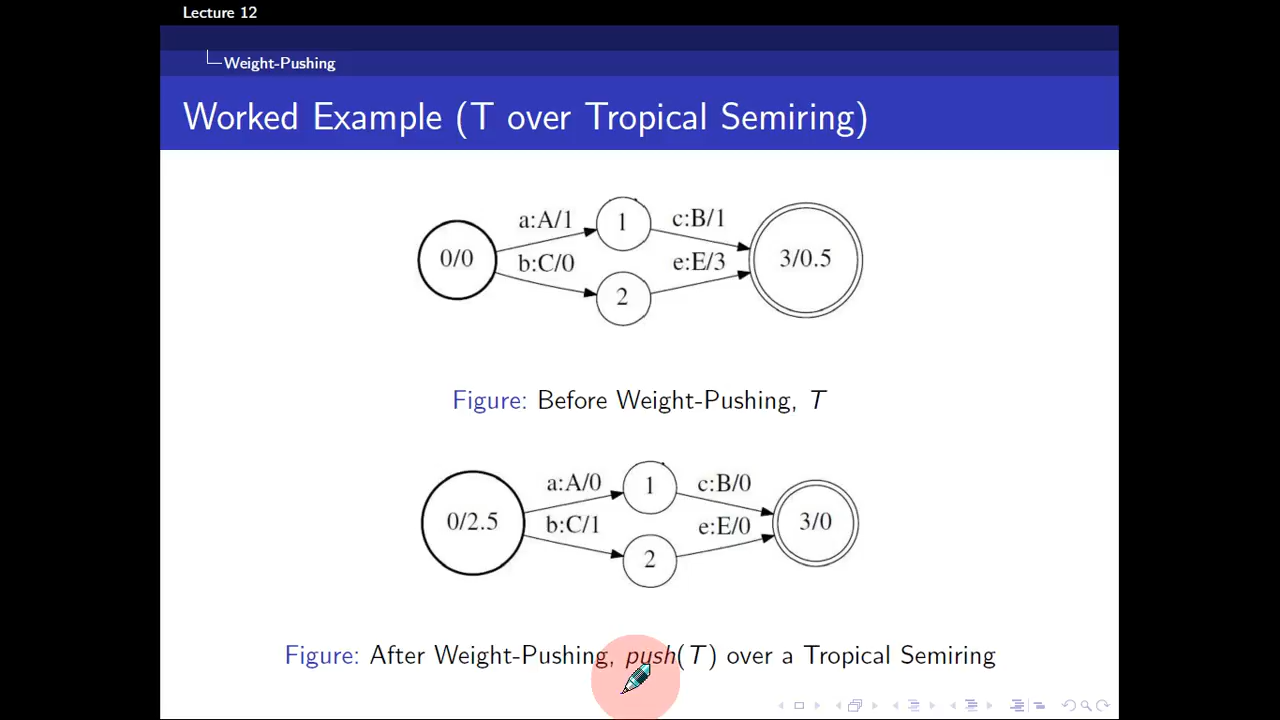 Lecture 12
Weight-Pushing
Worked Example (T over Tropical Semiring)
a:A/1
1
c:B/1
0/0
3/0.5
b:C/0
e:E/3
2
Figure: Before Weight-Pushing, T
a:A/0
1
c:B/0
0/2.5
3/0
b:C/1
e:E/0
2
Figure: After Weight-Pushing, push(T) over a Tropical Semiring